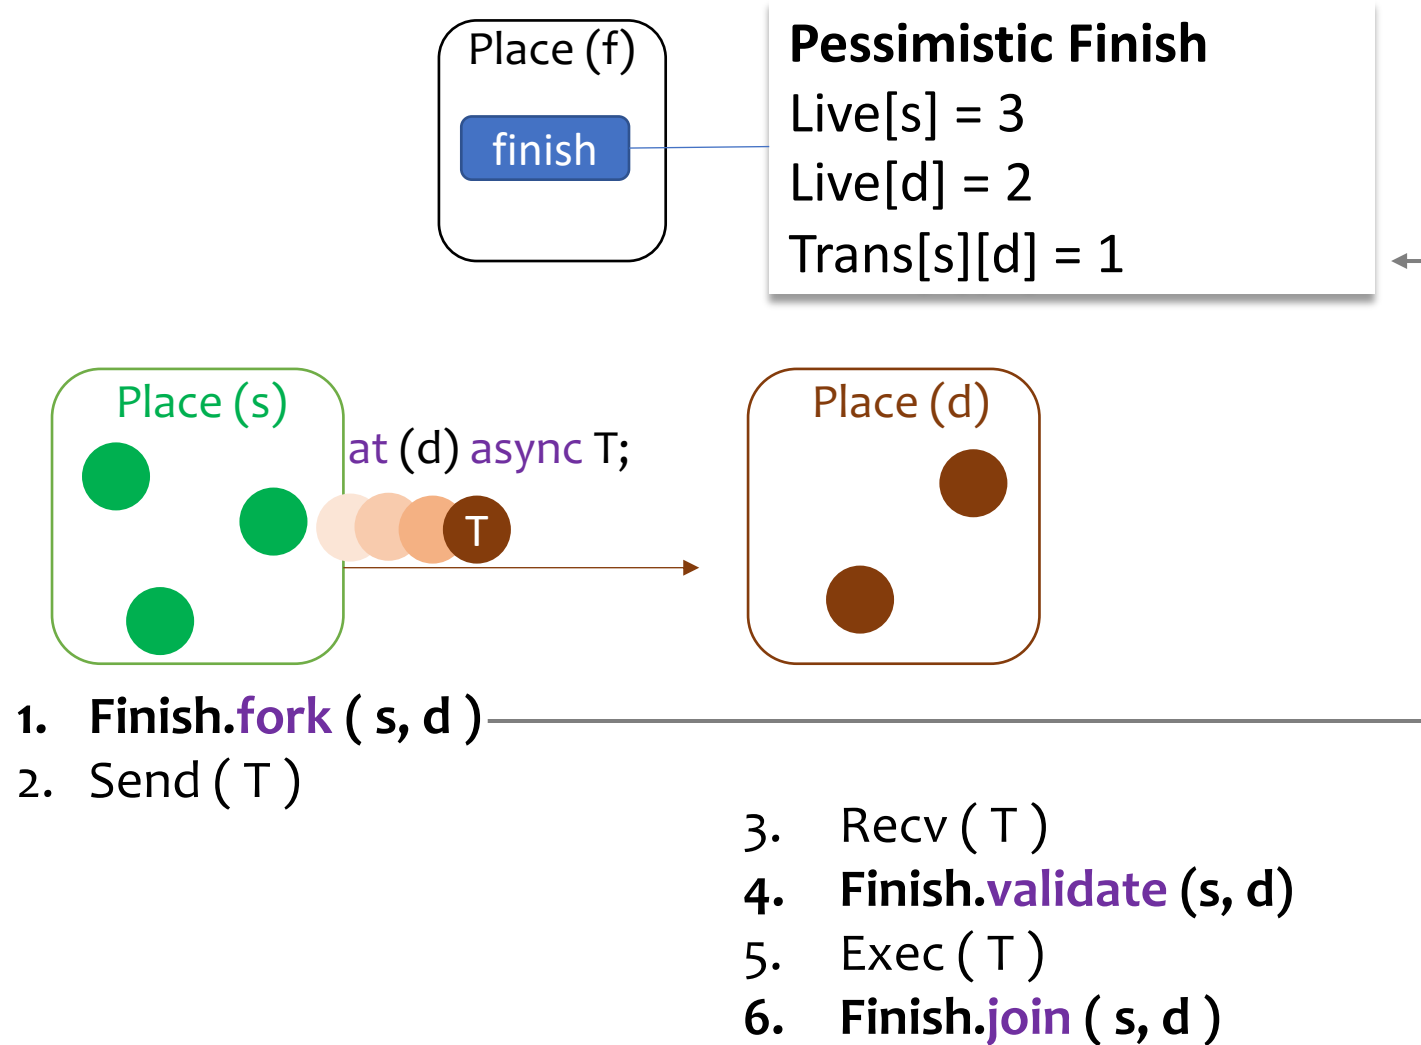 Place (f)
finish
Pessimistic Finish
Live[s] = 3
Live[d] = 2
Trans[s][d] = 1
Place (s)
at (d) async T;
T
Place (d)
1. Finish.fork ( s, d )
2. Send ( T )
3. Recv ( T )
4. Finish.validate (s, d)
5. Exec ( T )
6. Finish.join ( s, d )